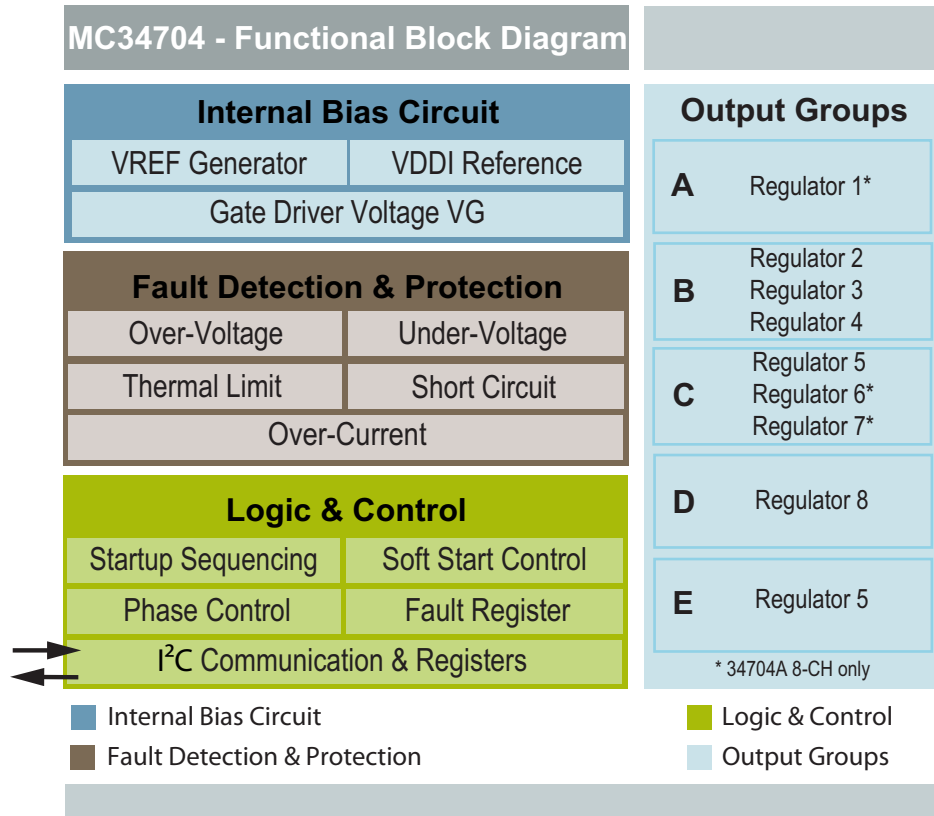 MC34704 - Functional Block Diagram
Internal Bias Circuit
VREF Generator
VDDI Reference
Gate Driver Voltage VG
Fault Detection & Protection
Over-Voltage
Under-Voltage
Thermal Limit
Short Circuit
Over-Current
Logic & Control
Startup Sequencing
Soft Start Control
Phase Control
Fault Register
I²C Communication & Registers
Output Groups
A
Regulator 1*
B
Regulator 2
Regulator 3
Regulator 4
C
Regulator 5
Regulator 6*
Regulator 7*
D
Regulator 8
E
Regulator 5
* 34704A 8-CH only
Internal Bias Circuit
Fault Detection & Protection
Logic & Control
Output Groups